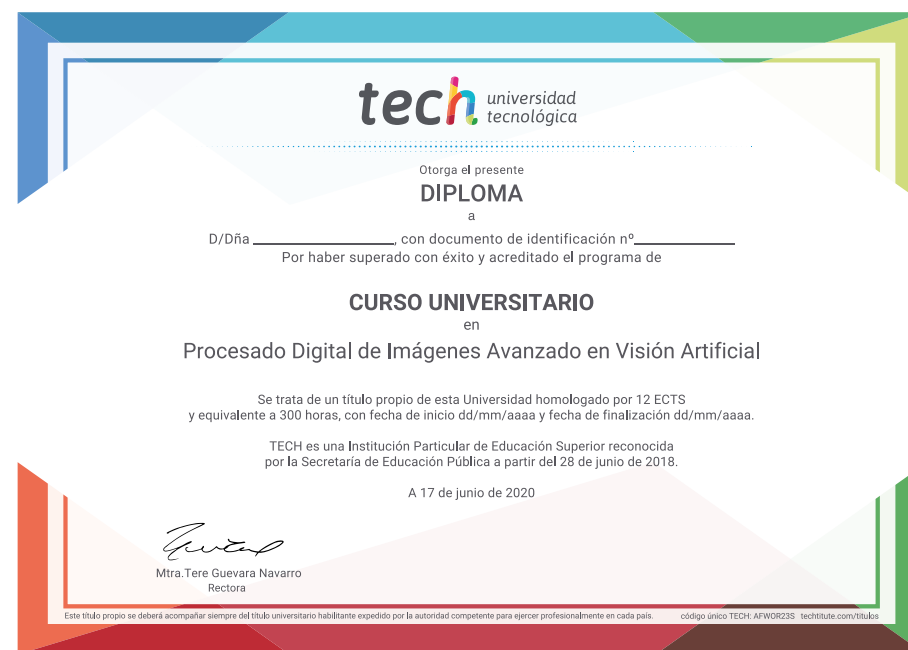 tech universidad
tecnológica
Otorga el presente
DIPLOMA
a
D/Dña ________________, con documento de identificación nº____________
Por haber superado con éxito y acreditado el programa de
CURSO UNIVERSITARIO
en
Procesado Digital de Imágenes Avanzado en Visión Artificial
Se trata de un título propio de esta Universidad homologado por 12 ECTS
y equivalente a 300 horas, con fecha de inicio dd/mm/aaaa y fecha de finalización dd/mm/aaaa.
TECH es una Institución Particular de Educación Superior reconocida
por la Secretaría de Educación Pública a partir del 28 de junio de 2018.
A 17 de junio de 2020
Mtra.Tere Guevara Navarro
Rectora
Este título propio se deberá acompañar siempre del título universitario habilitante expedido por la autoridad competente para ejercer profesionalmente en cada país. código único TECH: AFWOR23S techtitute.com/titulos